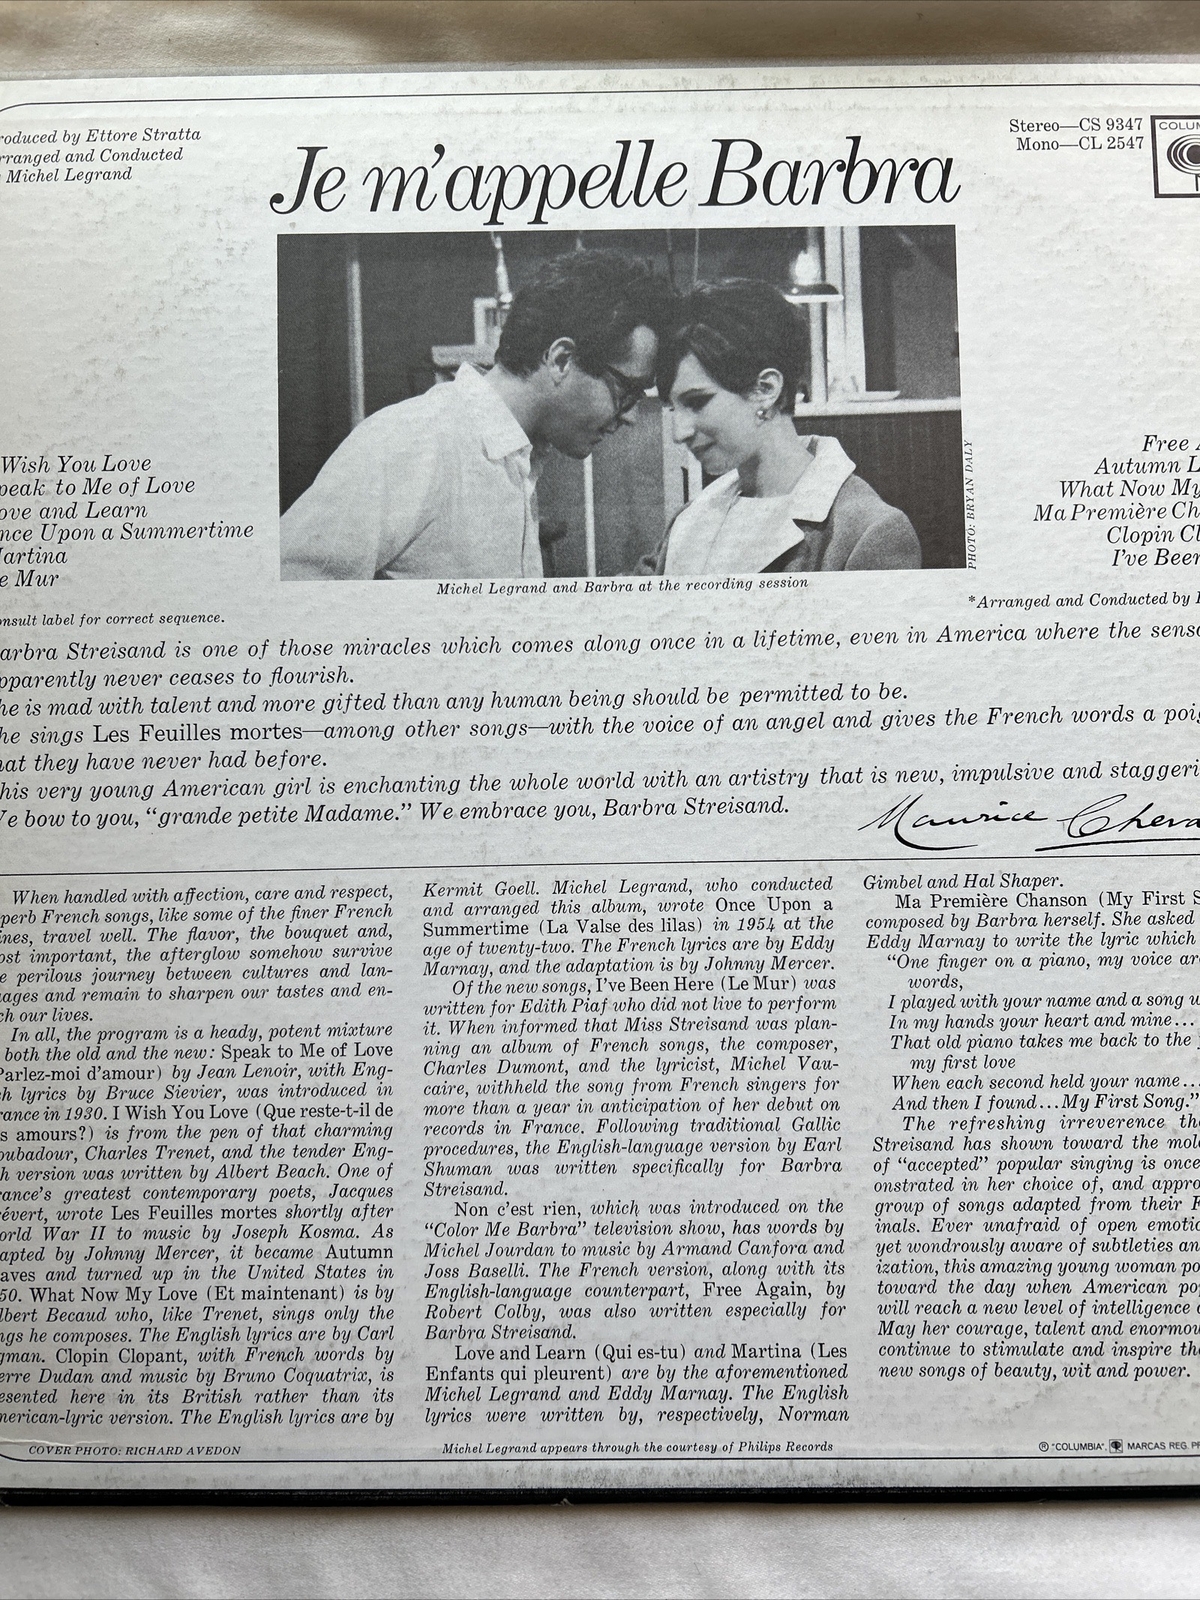 roduced by Ettore Stratta
rranged and Conducted
Michel Legrand
Stereo—CS 9347
Mono—CL 2547
COLUM
Je m'appelle Barbra
Wish You Love
peak to Me of Love
ove and Learn
nce Upon a Summertime
artina
e Mur
onsult label for correct sequence.
PHOTO: BRYAN DALY
Michel Legrand and Barbra at the recording session
Free A
Autumn L
What Now My
Ma Première Ch
Clopin Cl
I've Been
*Arranged and Conducted by
arbra Streisand is one of those miracles which comes along once in a lifetime, even in America where the sensa
pparently never ceases to flourish.
he is mad with talent and more gifted than any human being should be permitted to be.
he sings Les Feuilles mortes—among other songs—with the voice of an angel and gives the French words a poig
hat they have never had before.
his very young American girl is enchanting the whole world with an artistry that is new, impulsive and staggeri
We bow to you, “grande petite Madame.” We embrace you, Barbra Streisand.
Maurice Cheva
When handled with affection, care and respect,
perb French songs, like some of the finer French
ines, travel well. The flavor, the bouquet and,
ost important, the afterglow somehow survive
e perilous journey between cultures and lan-
uages and remain to sharpen our tastes and en-
ch our lives.
In all, the program is a heady, potent mixture
both the old and the new: Speak to Me of Love
Parlez-moi d'amour) by Jean Lenoir, with Eng-
h lyrics by Bruce Sievier, was introduced in
rance in 1930. I Wish You Love (Que reste-t-il de
s amours?) is from the pen of that charming
oubadour, Charles Trenet, and the tender Eng-
h version was written by Albert Beach. One of
rance's greatest contemporary poets, Jacques
révert, wrote Les Feuilles mortes shortly after
orld War II to music by Joseph Kosma. As
apted by Johnny Mercer, it became Autumn
eaves and turned up in the United States in
50. What Now My Love (Et maintenant) is by
lbert Becaud who, like Trenet, sings only the
ngs he composes. The English lyrics are by Carl
gman. Clopin Clopant, with French words by
erre Dudan and music by Bruno Coquatrix, is
esented here in its British rather than its
merican-lyric version. The English lyrics are by
Kermit Goell. Michel Legrand, who conducted
and arranged this album, wrote Once Upon a
Summertime (La Valse des lilas) in 1954 at the
age of twenty-two. The French lyrics are by Eddy
Marnay, and the adaptation is by Johnny Mercer.
Of the new songs, I've Been Here (Le Mur) was
written for Edith Piaf who did not live to perform
it. When informed that Miss Streisand was plan-
ning an album of French songs, the composer,
Charles Dumont, and the lyricist, Michel Vau-
caire, withheld the song from French singers for
more than a year in anticipation of her debut on
records in France. Following traditional Gallic
procedures, the English-language version by Earl
Shuman was written specifically for Barbra
Streisand.
Non c'est rien, which was introduced on the
“Color Me Barbra” television show, has words by
Michel Jourdan to music by Armand Canfora and
Joss Baselli. The French version, along with its
English-language counterpart, Free Again, by
Robert Colby, was also written especially for
Barbra Streisand.
Love and Learn (Qui es-tu) and Martina (Les
Enfants qui pleurent) are by the aforementioned
Michel Legrand and Eddy Marnay. The English
lyrics were written by, respectively, Norman
Gimbel and Hal Shaper.
Ma Première Chanson (My First S
composed by Barbra herself. She asked
Eddy Marnay to write the lyric which
“One finger on a piano, my voice are
words,
I played with your name and a song w
In my hands your heart and mine...
That old piano takes me back to the j
my first love
When each second held your name...
And then I found...My First Song.”
The refreshing irreverence tha
Streisand has shown toward the mol
of “accepted” popular singing is once
onstrated in her choice of, and appro
group of songs adapted from their F
inals. Ever unafraid of open emotio
yet wondrously aware of subtleties an
ization, this amazing young woman po
toward the day when American pop
will reach a new level of intelligence a
May her courage, talent and enormou
continue to stimulate and inspire the
new songs of beauty, wit and power.
COVER PHOTO: RICHARD AVEDON
Michel Legrand appears through the courtesy of Philips Records
® "COLUMBIA", MARCAS REG. PR